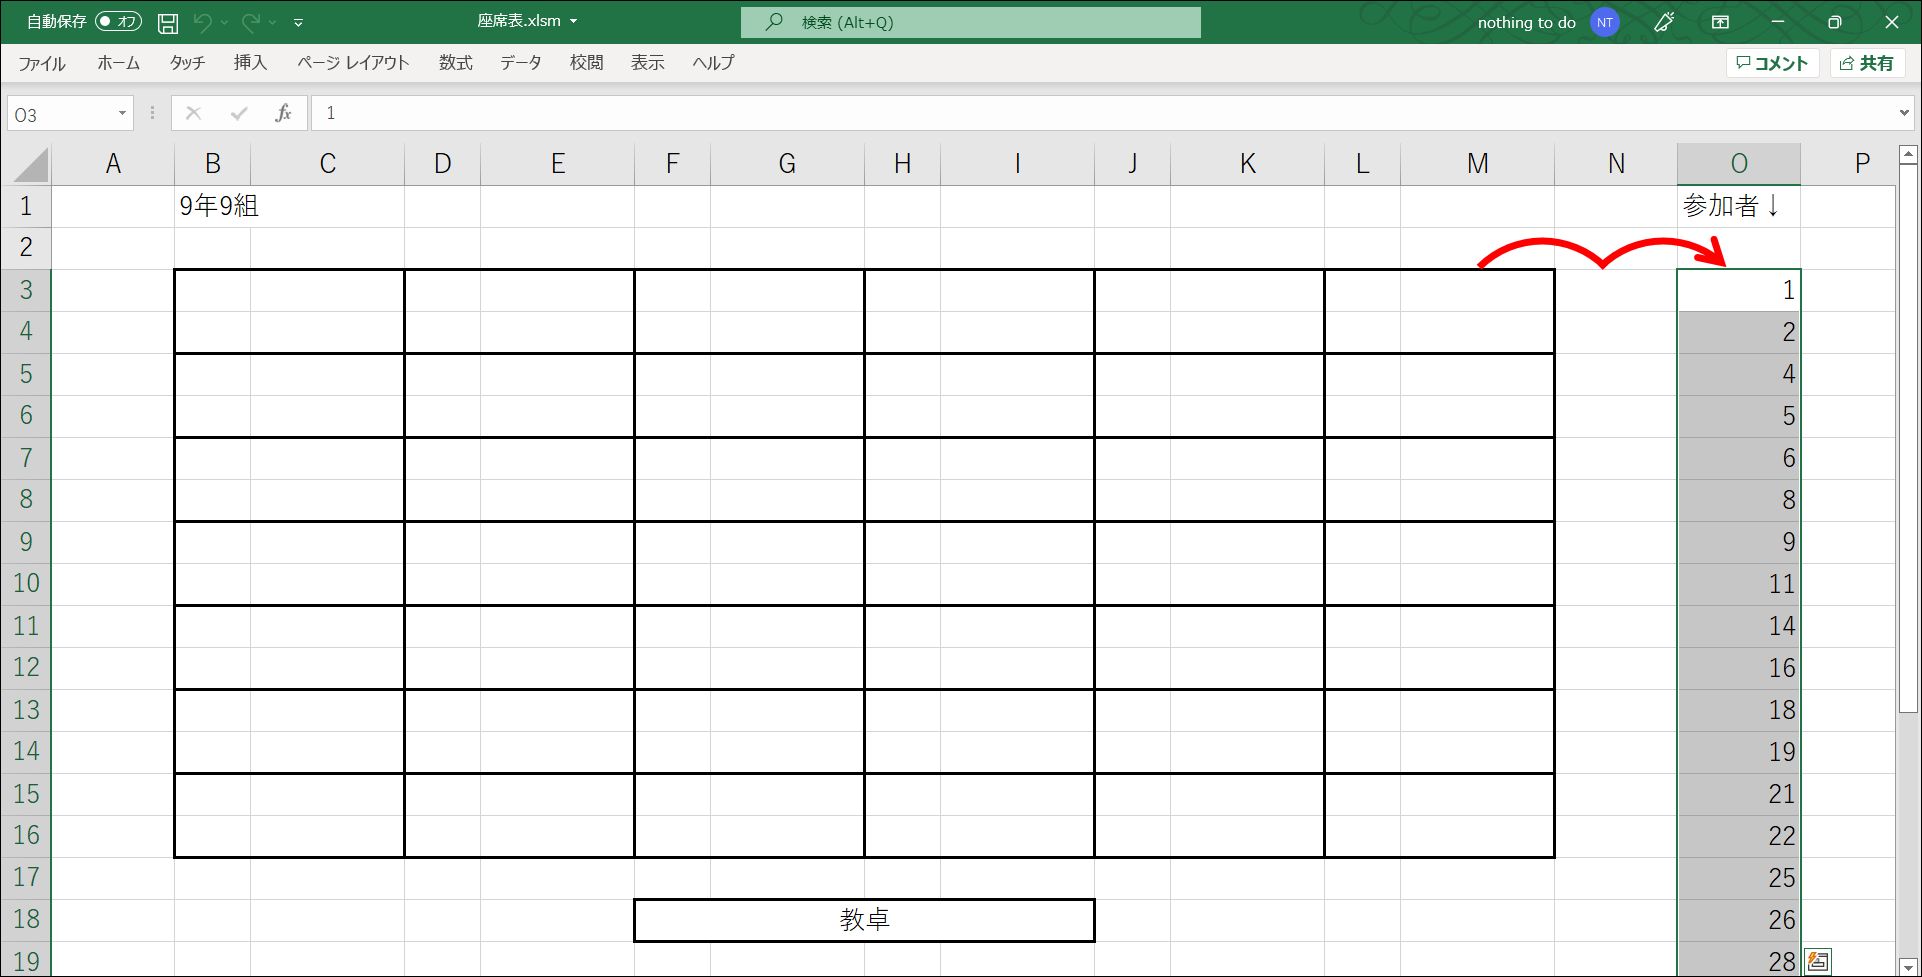 自動保存 オフ 座席表.xlsm 検索 (Alt+Q) nothing to do NT
ファイル ホーム タッチ 挿入 ページ レイアウト 数式 データ 校閲 表示 ヘルプ コメント 共有
O3 fx 1
A B C D E F G H I J K L M N O P
1 9年9組 参加者↓
2
3 1
4 2
5 4
6 5
7 6
8 8
9 9
10 11
11 14
12 16
13 18
14 19
15 21
16 22
17 25
18 教卓 26
19 28